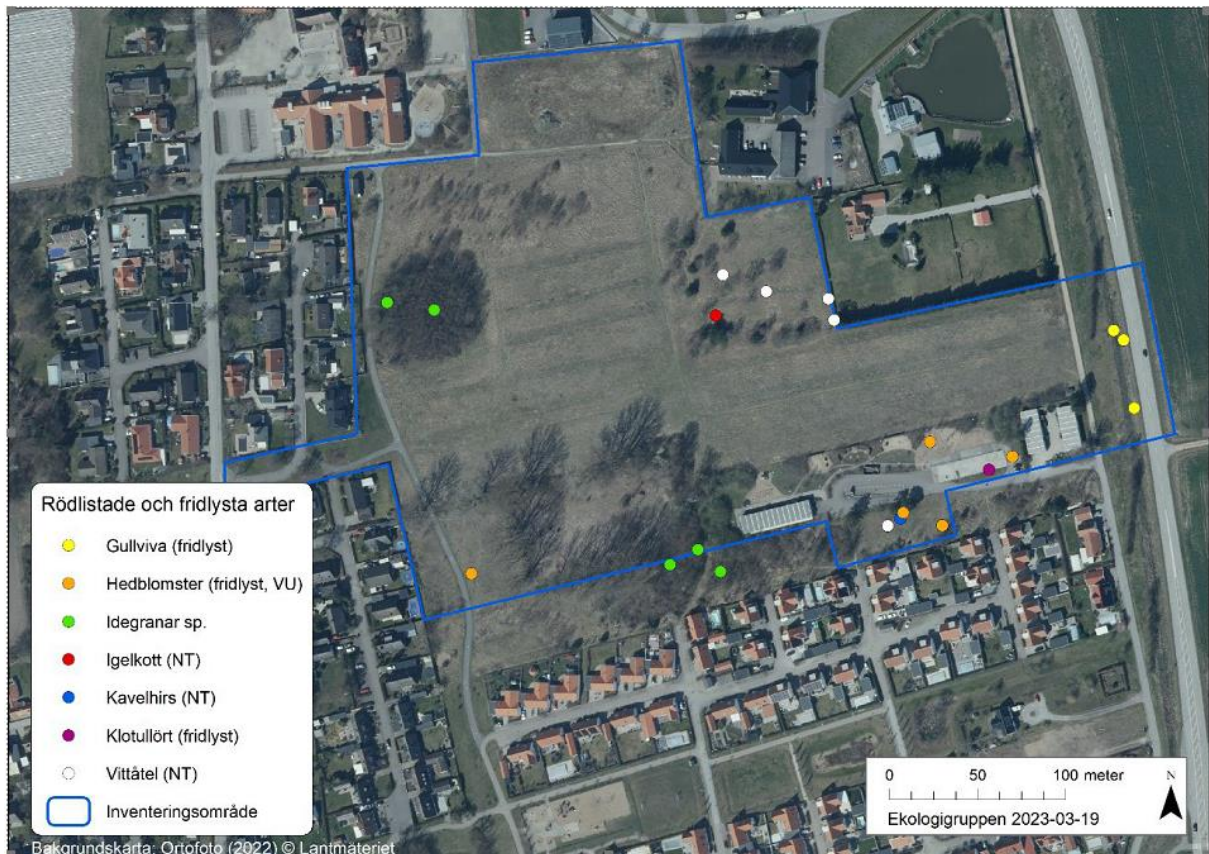 Rödlistade och fridlysta arter
Gullviva (fridlyst)
Hedblomster (fridlyst, VU)
Idegranar sp.
Igelkott (NT)
Kavelhirs (NT)
Klotullört (fridlyst)
Vittåtel (NT)
Inventeringsområde
Bakgrundskarta: Ortofoto (2022) © Lantmäteriet
0 50 100 meter
N
Ekologigruppen 2023-03-19